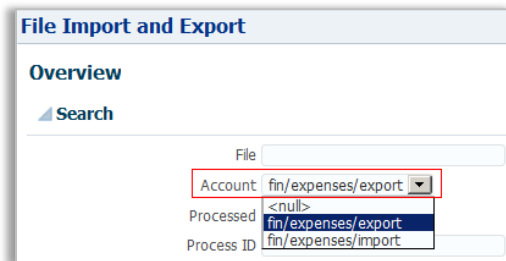 File Import and Export
Overview
Search
File
Account fin/expenses/export
<null>
Processed fin/expenses/export
Process ID fin/expenses/import